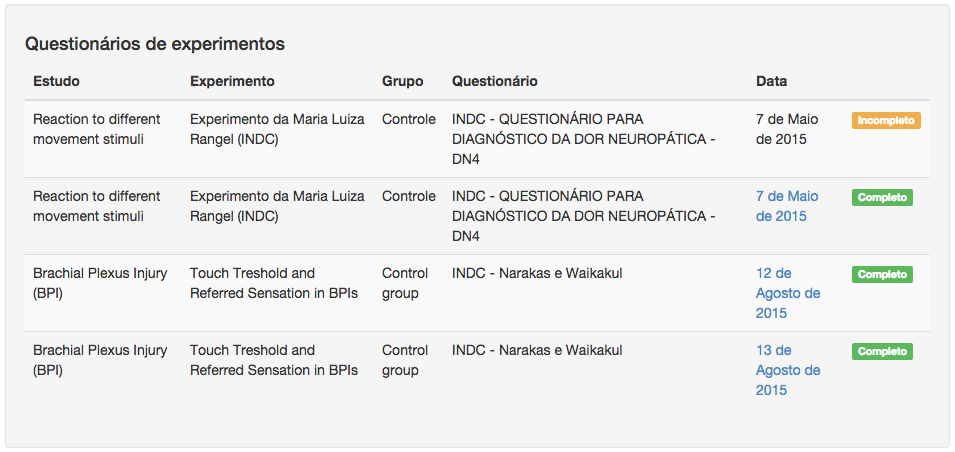 Questionários de experimentos
Estudo Experimento Grupo Questionário Data
Reaction to different Experimento da Maria Luiza Controle INDC - QUESTIONÁRIO PARA 7 de Maio Incompleto
movement stimuli Rangel (INDC) DIAGNÓSTICO DA DOR NEUROPÁTICA - de 2015
DN4
Reaction to different Experimento da Maria Luiza Controle INDC - QUESTIONÁRIO PARA 7 de Maio Completo
movement stimuli Rangel (INDC) DIAGNÓSTICO DA DOR NEUROPÁTICA - de 2015
DN4
Brachial Plexus Injury Touch Treshold and Control INDC - Narakas e Waikakul 12 de Completo
(BPI) Referred Sensation in BPIs group Agosto de
2015
Brachial Plexus Injury Touch Treshold and Control INDC - Narakas e Waikakul 13 de Completo
(BPI) Referred Sensation in BPIs group Agosto de
2015